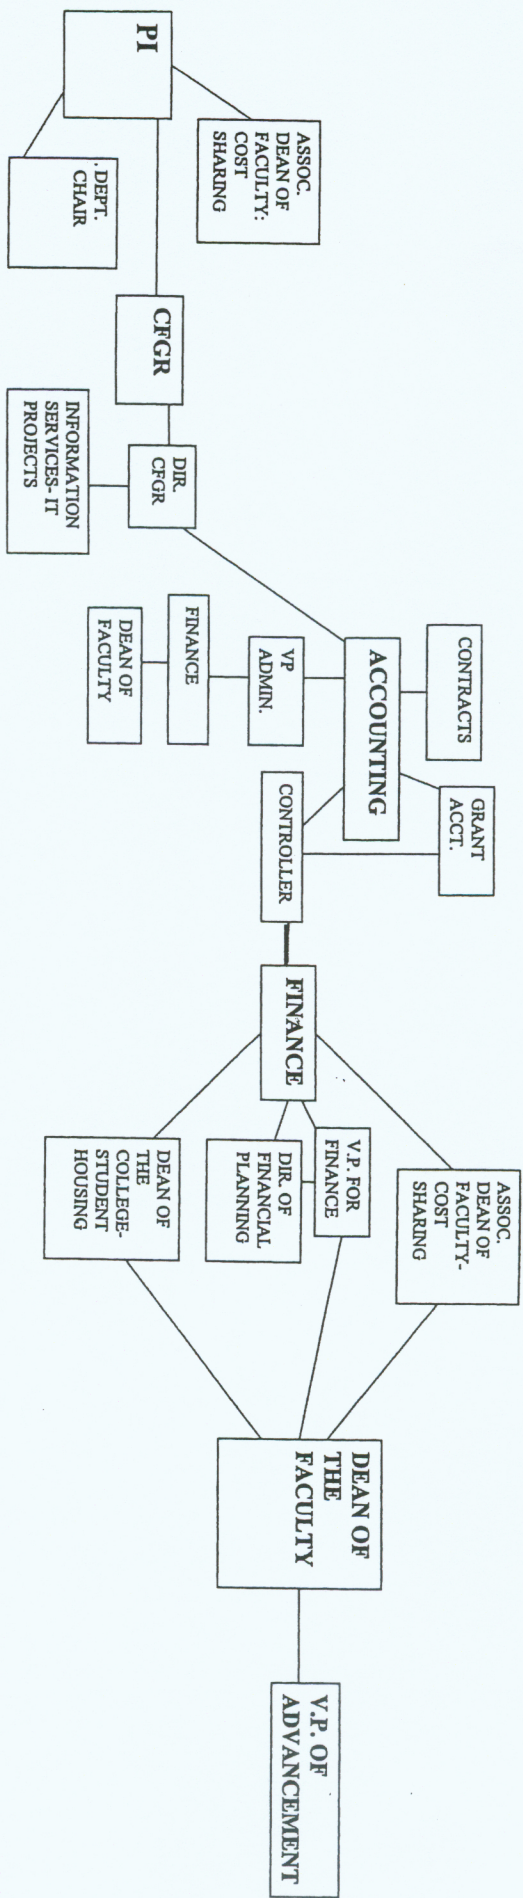 PI
ASSOC.
DEAN OF
FACULTY:
COST
SHARING
. DEPT.
CHAIR
CFGR
DIR.
CFGR
INFORMATION
SERVICES- IT
PROJECTS
CONTRACTS
ACCOUNTING
VP
ADMIN.
FINANCE
DEAN OF
FACULTY
GRANT
ACCT.
CONTROLLER
FINANCE
ASSOC.
DEAN OF
FACULTY-
COST
SHARING
V.P. FOR
FINANCE
DIR. OF
FINANCIAL
PLANNING
DEAN OF
THE
COLLEGE-
STUDENT
HOUSING
DEAN OF
THE
FACULTY
V.P. OF
ADVANCEMENT